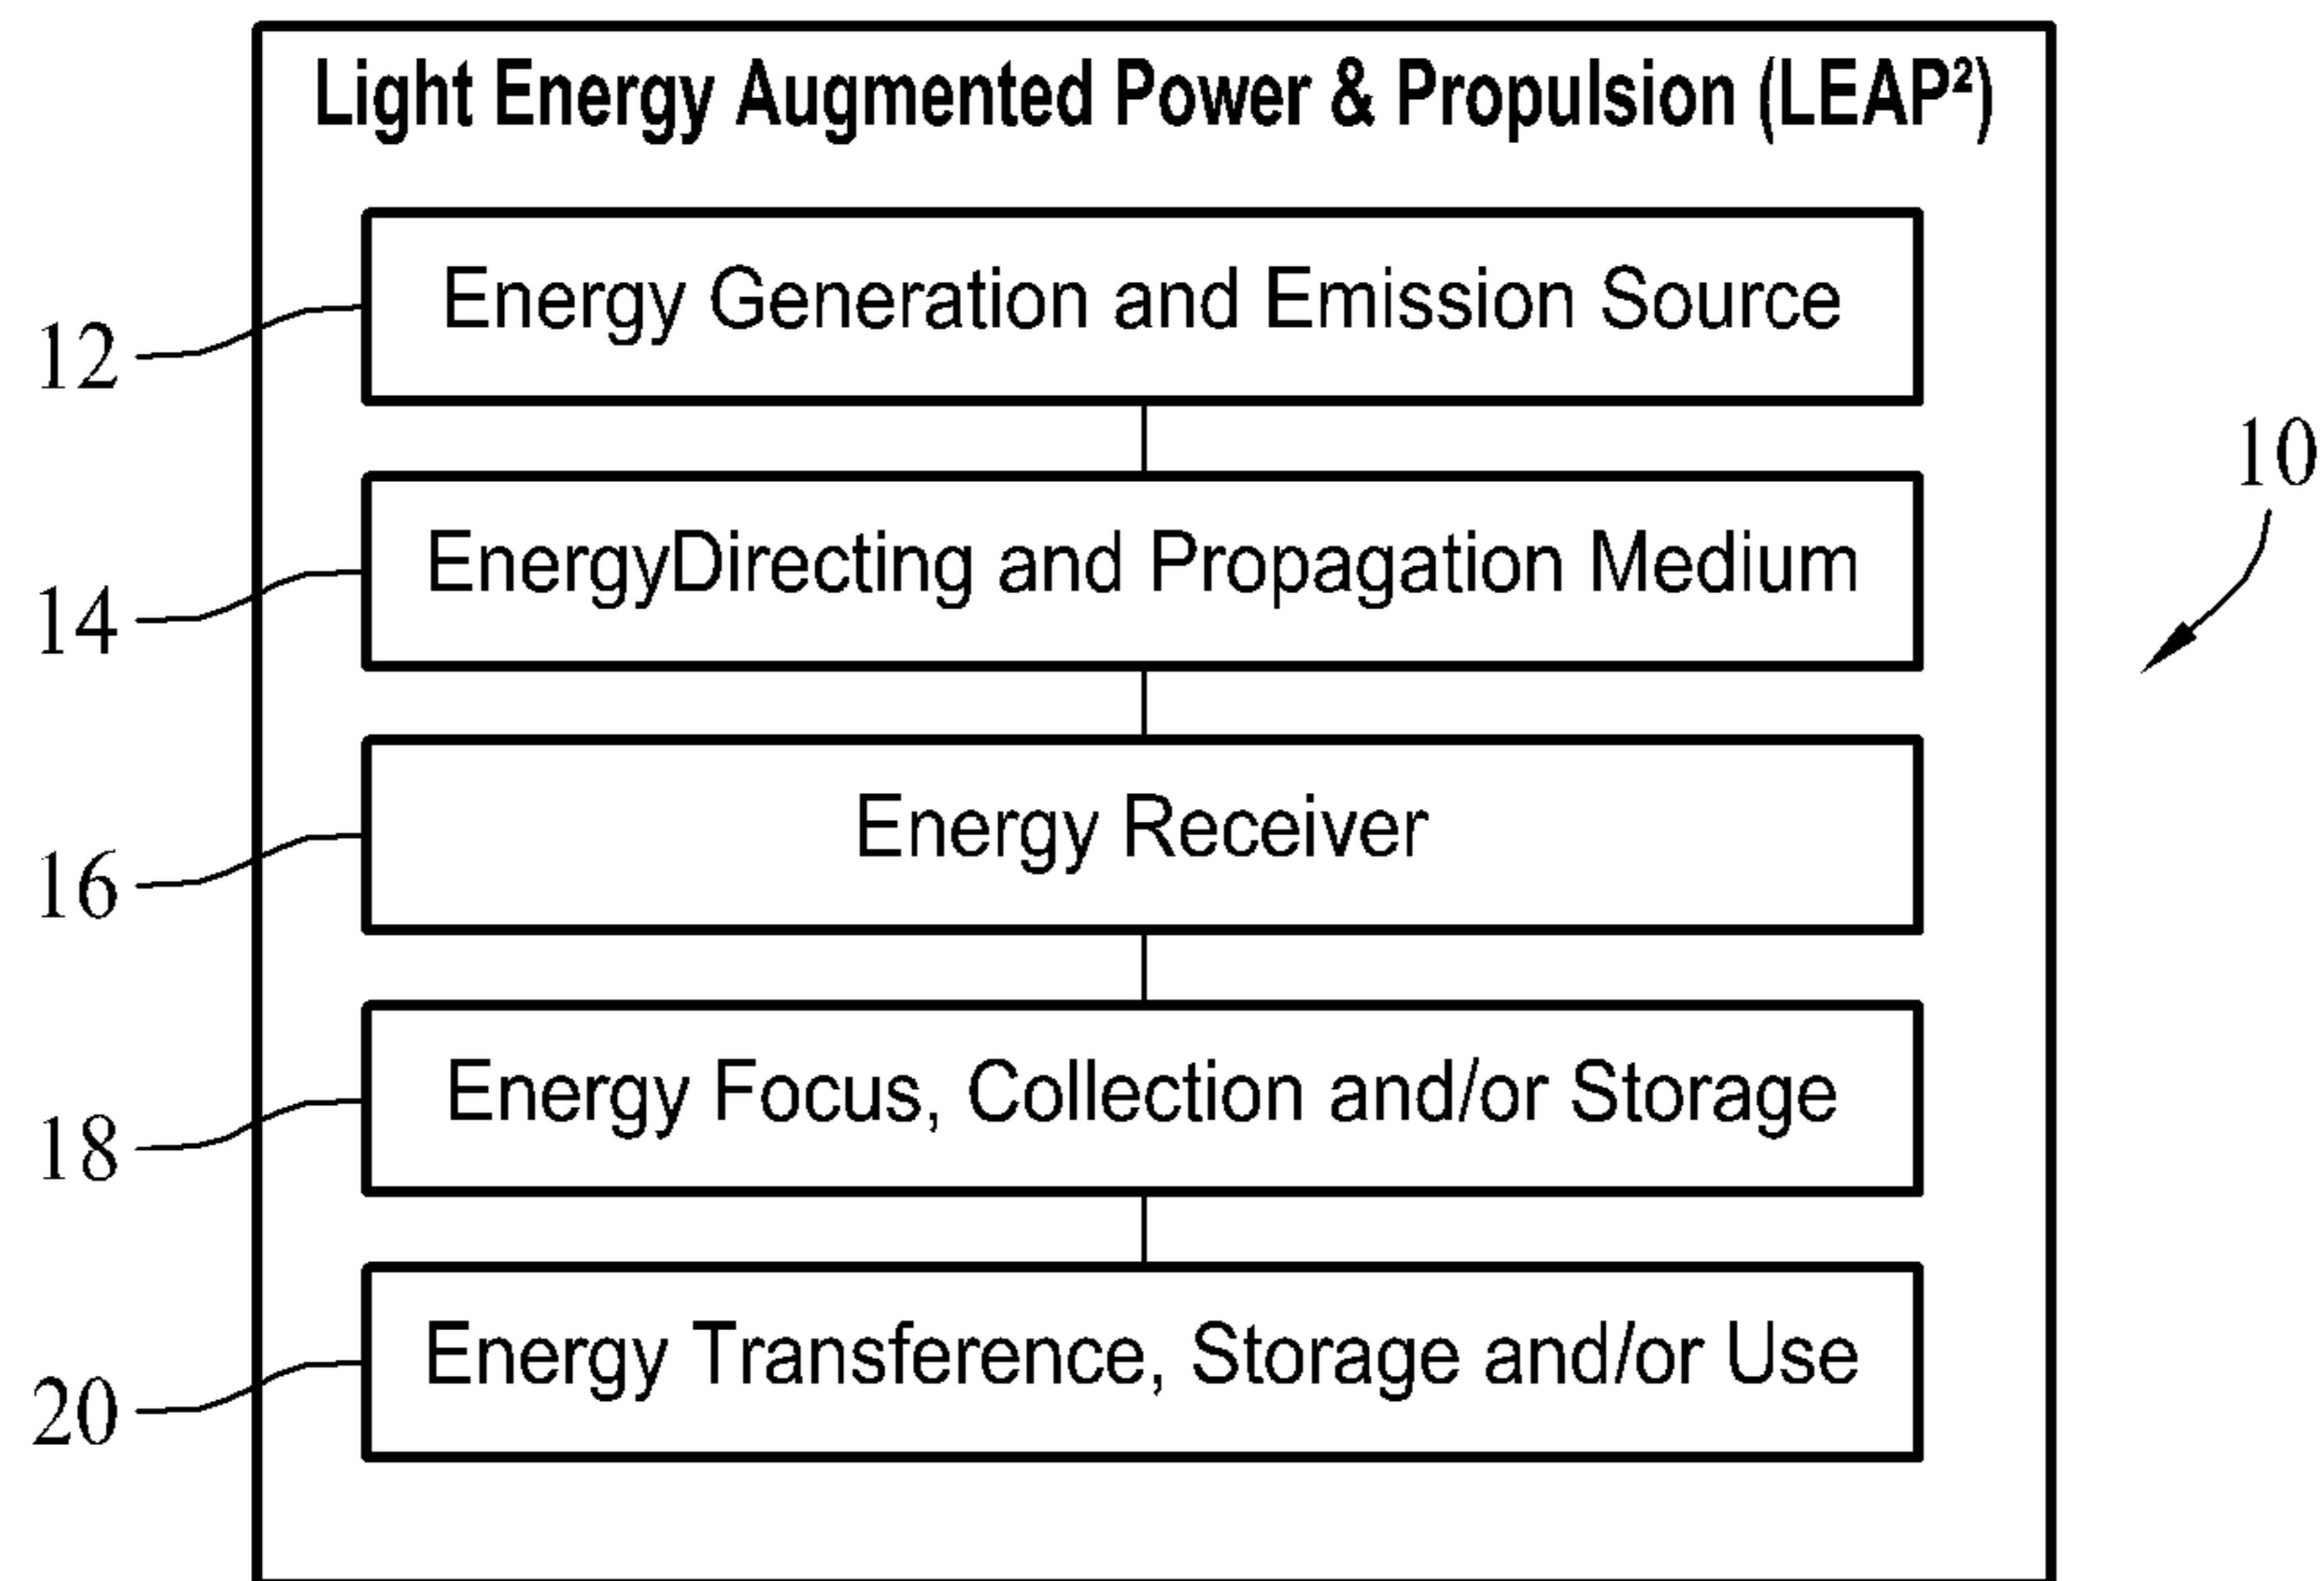 Light Energy Augmented Power & Propulsion (LEAP²)
Energy Generation and Emission Source
12
10
EnergyDirecting and Propagation Medium
14
Energy Receiver
16
Energy Focus, Collection and/or Storage
18
Energy Transference, Storage and/or Use
20